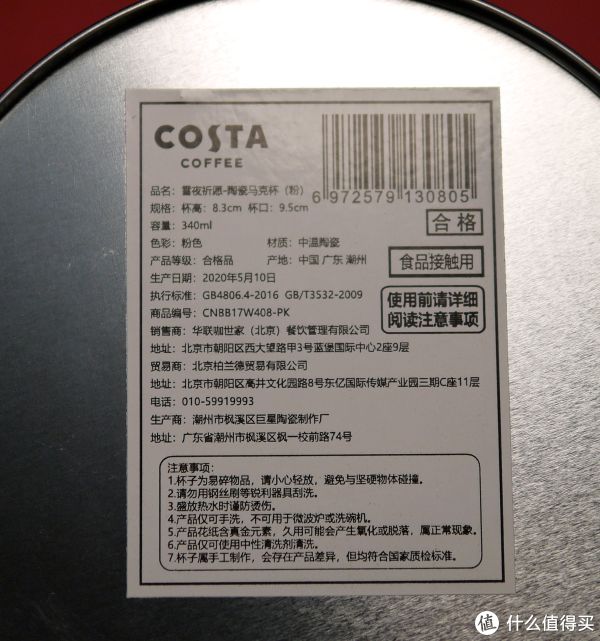 COSTA
COFFEE
6 972579 130805
品名：雪夜祈愿-陶瓷马克杯（粉）
规格：杯高：8.3cm 杯口：9.5cm
容量：340ml
合格
色彩：粉色 材质：中温陶瓷
产品等级：合格品 产地：中国 广东 潮州
食品接触用
生产日期：2020年5月10日
执行标准：GB4806.4-2016 GB/T3532-2009
使用前请详细
阅读注意事项
商品编号：CNBB17W408-PK
销售商：华联咖世家（北京）餐饮管理有限公司
地址：北京市朝阳区西大望路甲3号蓝堡国际中心2座9层
贸易商：北京柏兰德贸易有限公司
地址：北京市朝阳区高井文化园路8号东亿国际传媒产业园三期C座11层
电话：010-59919993
生产商：潮州市枫溪区巨星陶瓷制作厂
地址：广东省潮州市枫溪区枫一校前路74号
注意事项：
1.杯子为易碎物品，请小心轻放，避免与坚硬物体碰撞。
2.请勿用钢丝刷等锐利器具刮洗。
3.盛放热水时谨防烫伤。
4.产品仅可手洗，不可用于微波炉或洗碗机。
5.产品花纸含真金元素，久用可能会产生氧化或脱落，属正常现象。
6.产品仅可使用中性清洗剂清洗。
7.杯子属手工制作，会存在产品差异，但均符合国家质检标准。
值 什么值得买